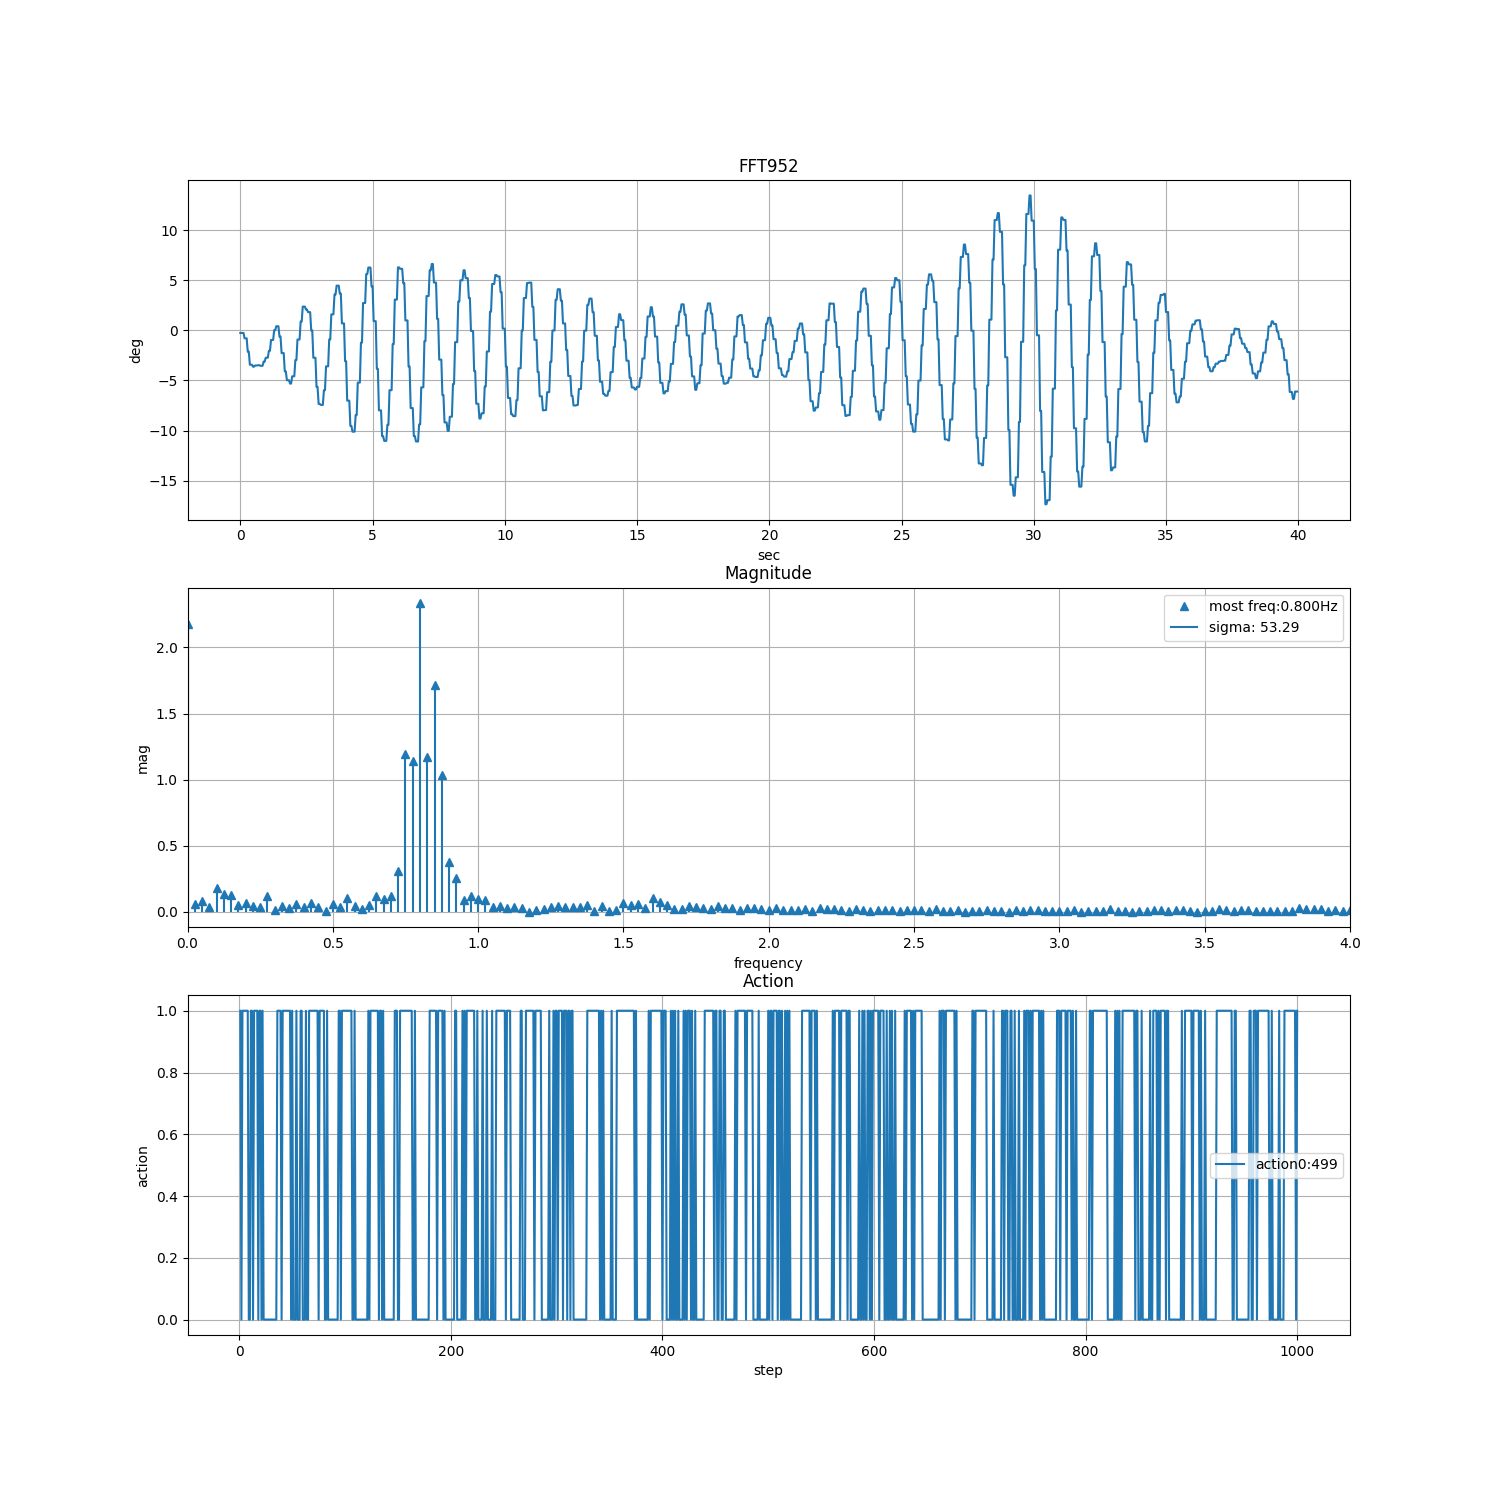 FFT952
10
5
0
−5
−10
−15
deg
0 5 10 15 20 25 30 35 40
sec
Magnitude
most freq:0.800Hz
sigma: 53.29
2.0
1.5
1.0
0.5
0.0
mag
0.0 0.5 1.0 1.5 2.0 2.5 3.0 3.5 4.0
frequency
Action
1.0
0.8
0.6
0.4
0.2
0.0
action
action0:499
0 200 400 600 800 1000
step